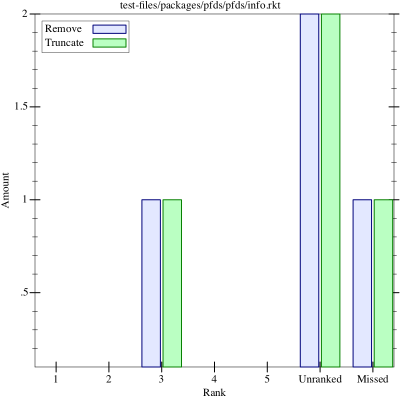 test-files/packages/pfds/pfds/info.rkt
Remove
Truncate
2
1.5
1
.5
Amount
1 2 3 4 5 Unranked Missed
Rank